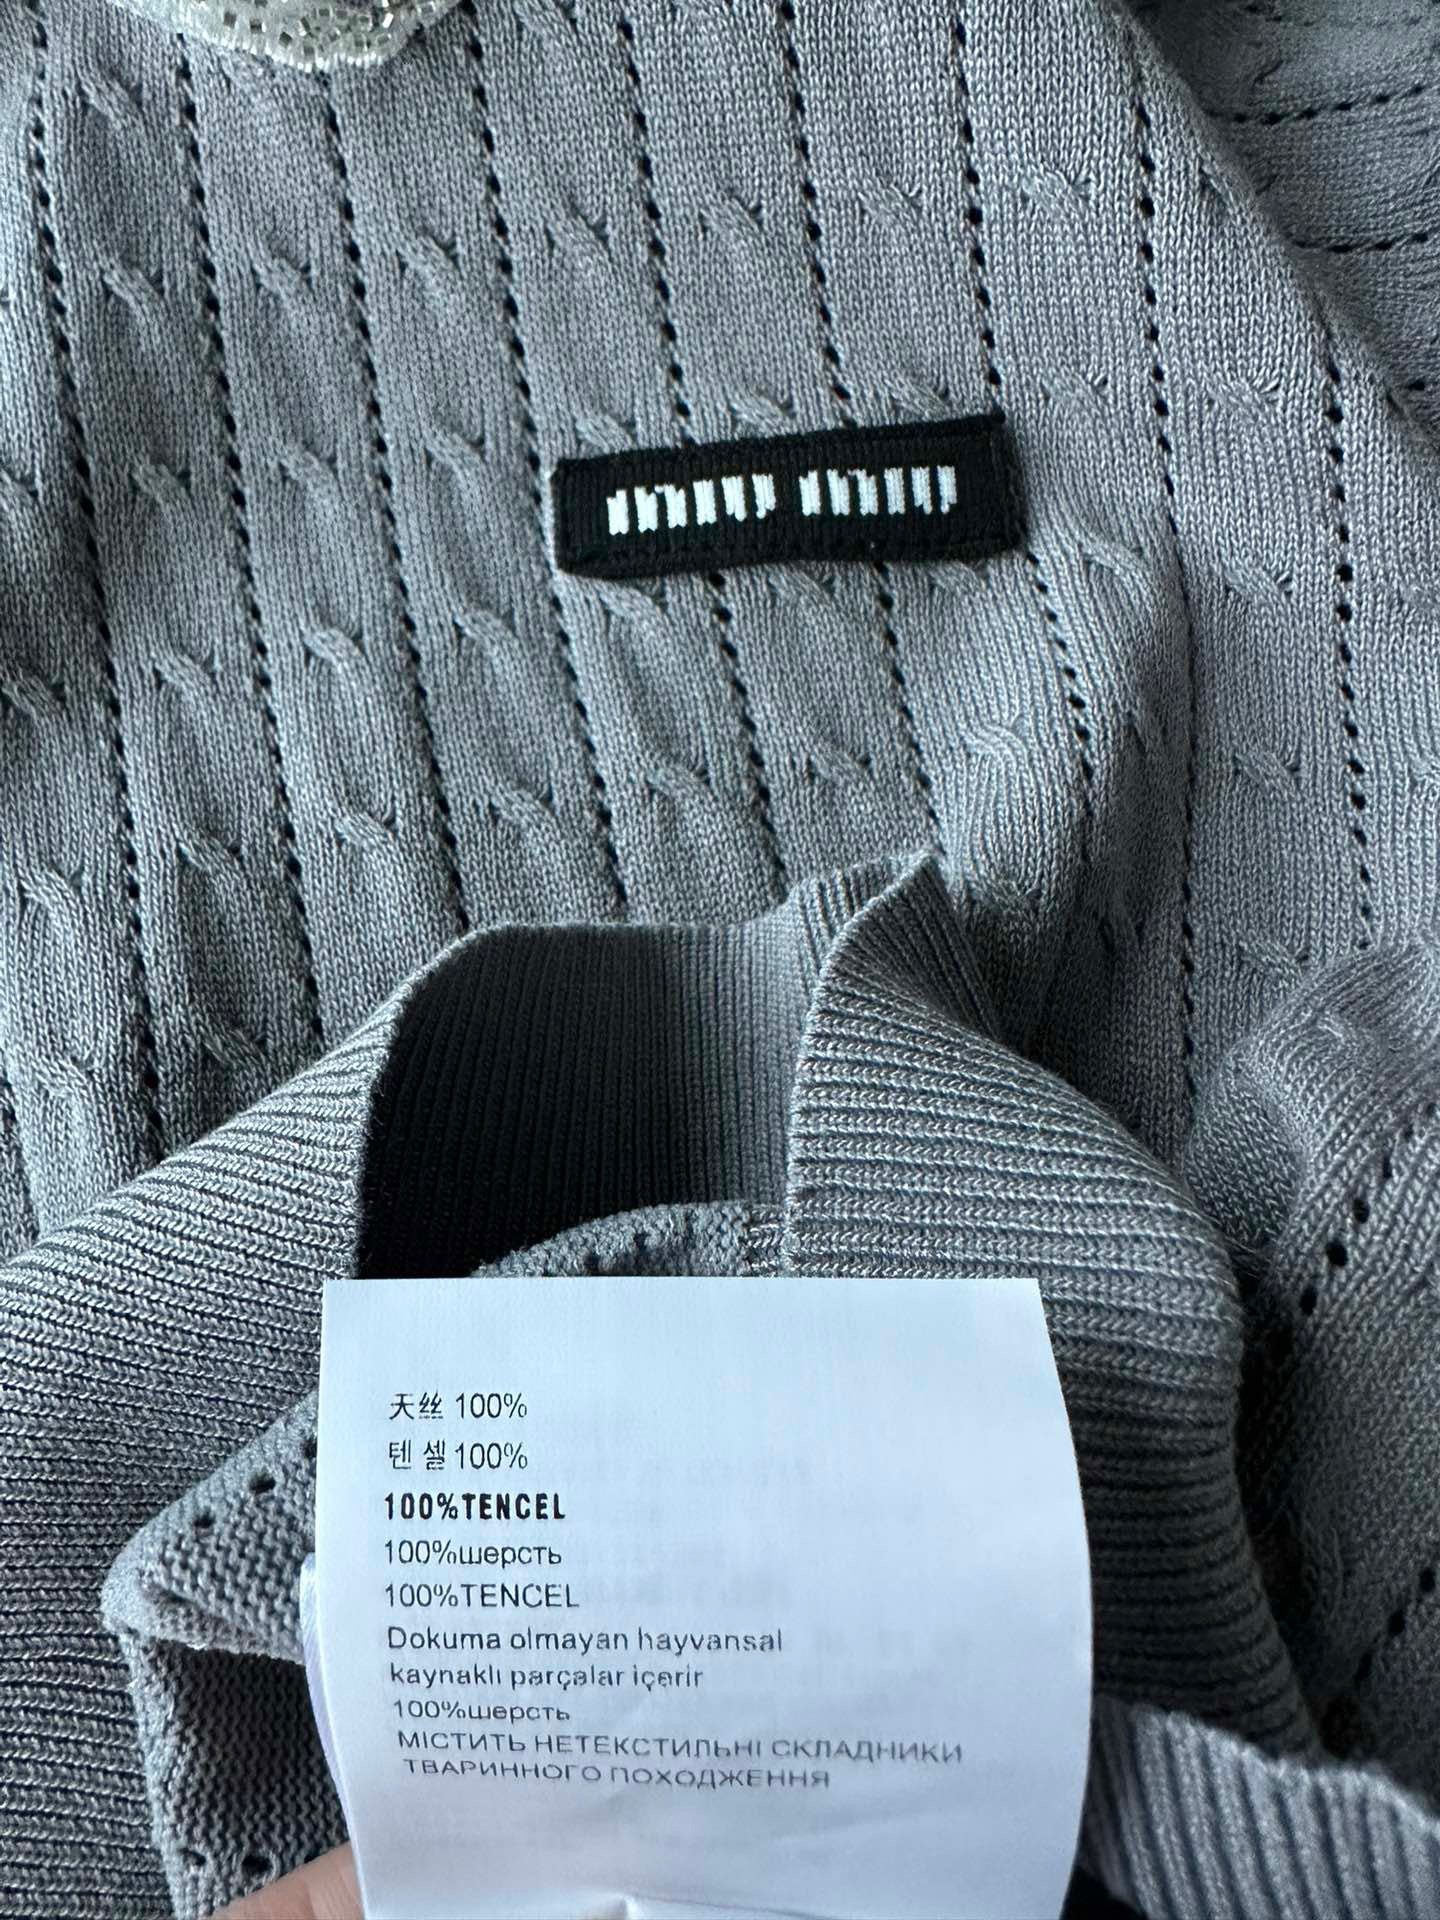 miu miu
天丝 100%
텐 셀 100%
100%TENCEL
100%шерсть
100%TENCEL
Dokuma olmayan hayvansal
kaynaklı parçalar içerir
100%шерсть
МІСТИТЬ НЕТЕКСТИЛЬНІ СКЛАДНИКИ
ТВАРИННОГО ПОХОДЖЕННЯ